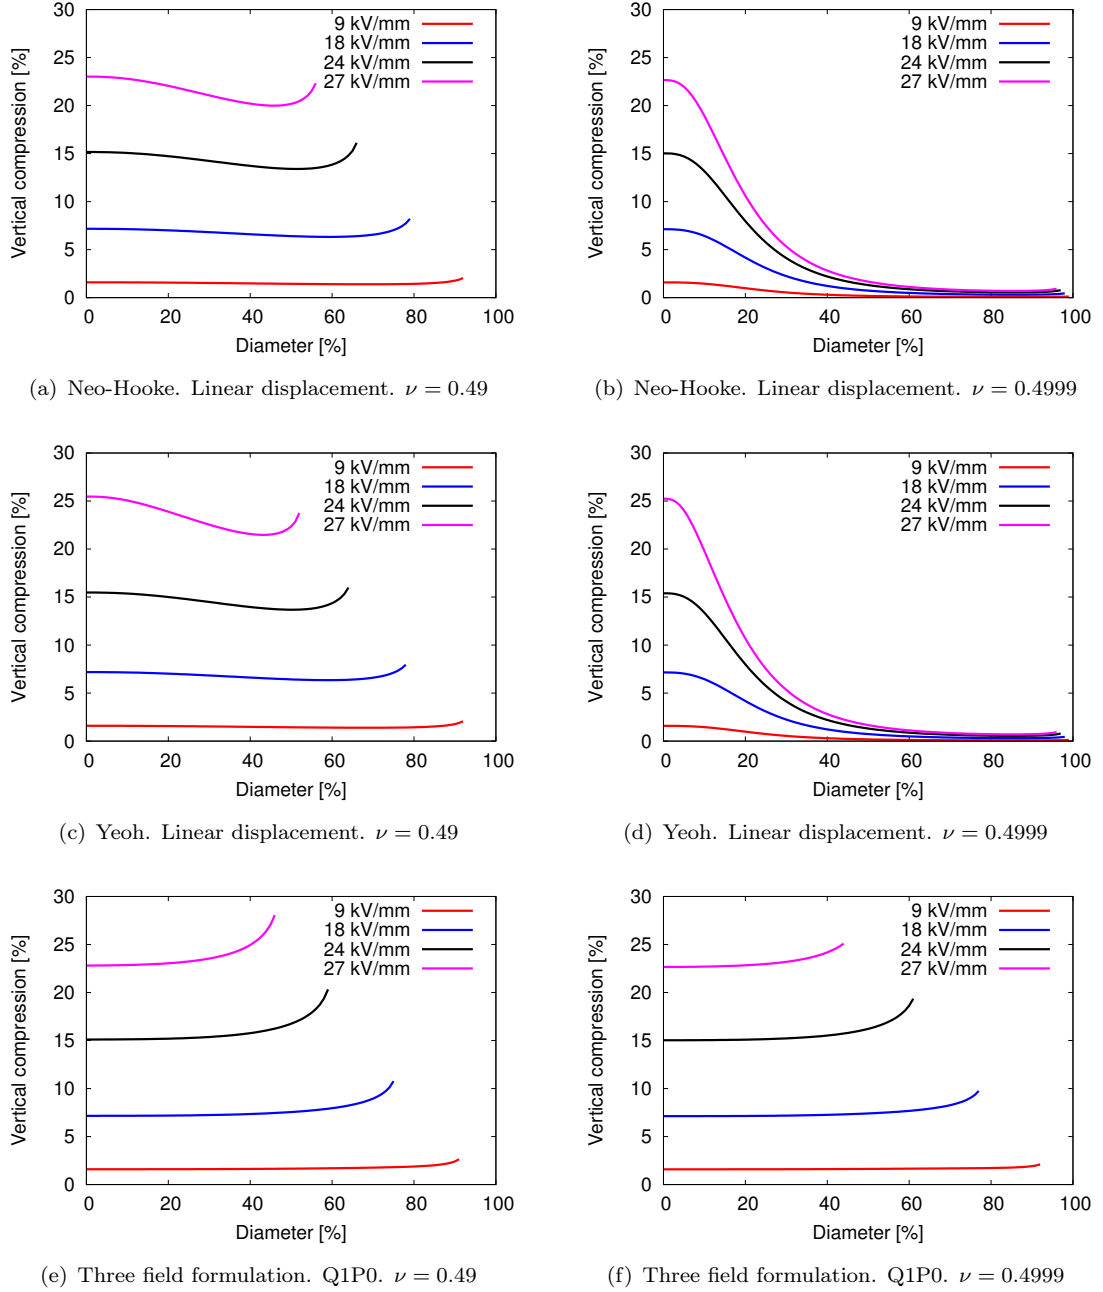 30
25
20
15
10
5
0
Vertical compression [%]
9 kV/mm
18 kV/mm
24 kV/mm
27 kV/mm
0 20 40 60 80 100
Diameter [%]
(a) Neo-Hooke. Linear displacement. ν = 0.49
30
25
20
15
10
5
0
Vertical compression [%]
9 kV/mm
18 kV/mm
24 kV/mm
27 kV/mm
0 20 40 60 80 100
Diameter [%]
(b) Neo-Hooke. Linear displacement. ν = 0.4999
30
25
20
15
10
5
0
Vertical compression [%]
9 kV/mm
18 kV/mm
24 kV/mm
27 kV/mm
0 20 40 60 80 100
Diameter [%]
(c) Yeoh. Linear displacement. ν = 0.49
30
25
20
15
10
5
0
Vertical compression [%]
9 kV/mm
18 kV/mm
24 kV/mm
27 kV/mm
0 20 40 60 80 100
Diameter [%]
(d) Yeoh. Linear displacement. ν = 0.4999
30
25
20
15
10
5
0
Vertical compression [%]
9 kV/mm
18 kV/mm
24 kV/mm
27 kV/mm
0 20 40 60 80 100
Diameter [%]
(e) Three field formulation. Q1P0. ν = 0.49
30
25
20
15
10
5
0
Vertical compression [%]
9 kV/mm
18 kV/mm
24 kV/mm
27 kV/mm
0 20 40 60 80 100
Diameter [%]
(f) Three field formulation. Q1P0. ν = 0.4999